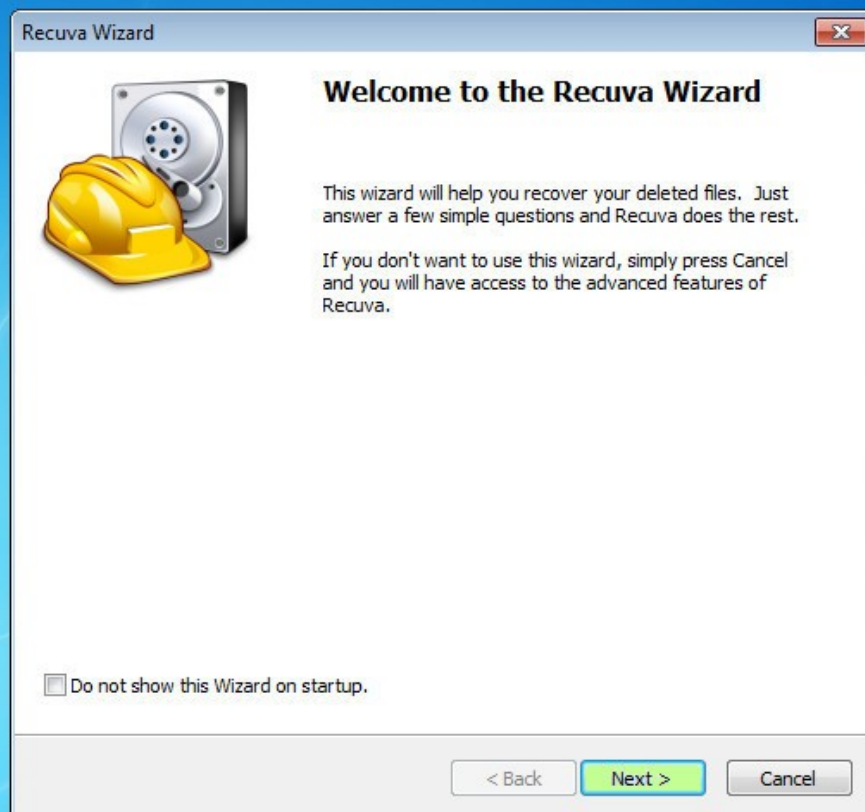 Recuva Wizard
Welcome to the Recuva Wizard
This wizard will help you recover your deleted files. Just
answer a few simple questions and Recuva does the rest.
If you don't want to use this wizard, simply press Cancel
and you will have access to the advanced features of
Recuva.
Do not show this Wizard on startup.
< Back
Next >
Cancel